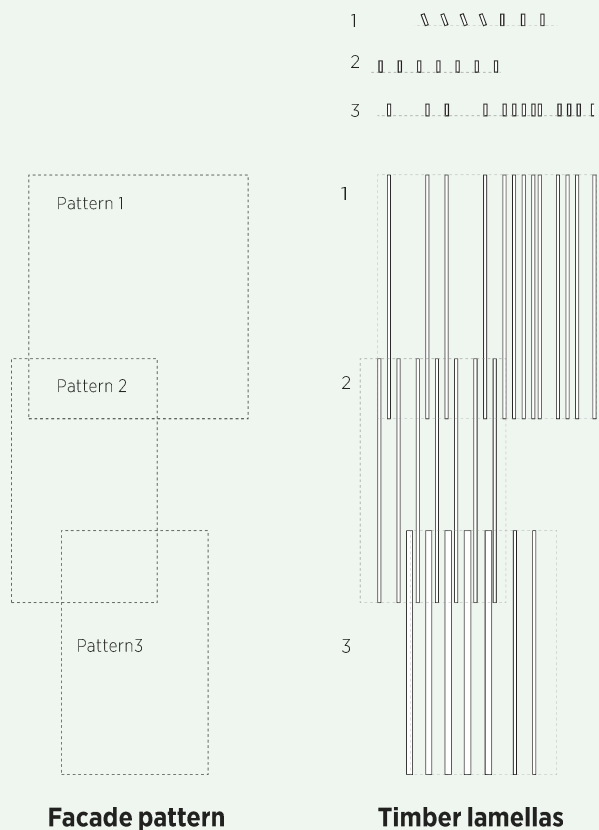 1
2
3
Pattern 1
1
Pattern 2
2
Pattern3
3
Facade pattern
Timber lamellas